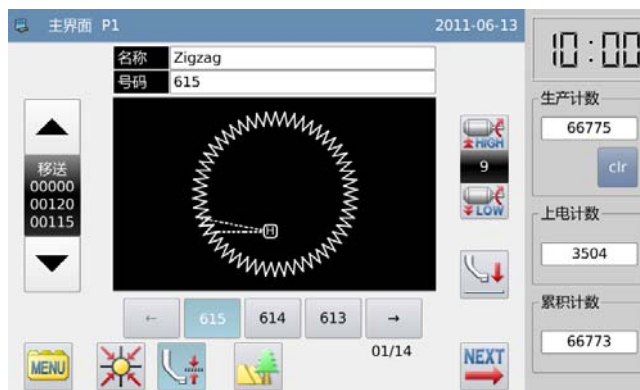 主界面 P1
2011-06-13
10:00
名称 Zigzag
号码 615
移送
00000
00120
00115
H
HIGH
9
LOW
生产计数
66775
clr
上电计数
3504
累积计数
66773
← 615 614 613 →
01/14
MENU
NEXT